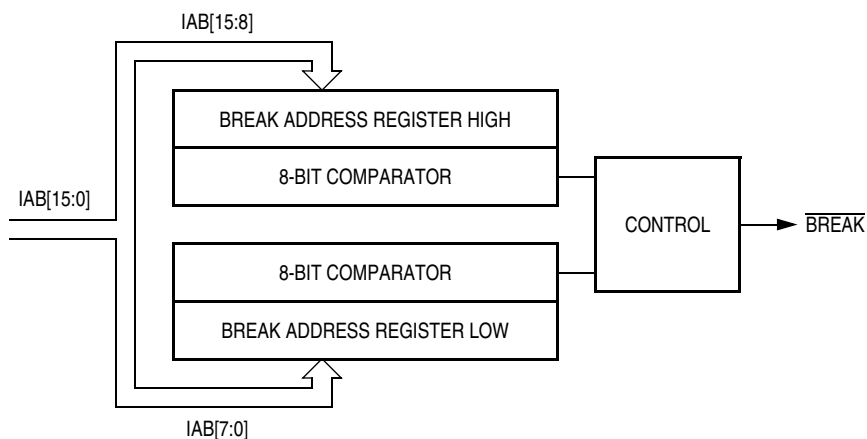 IAB[15:8]
BREAK ADDRESS REGISTER HIGH
8-BIT COMPARATOR
IAB[15:0]
CONTROL
BREAK
8-BIT COMPARATOR
BREAK ADDRESS REGISTER LOW
IAB[7:0]